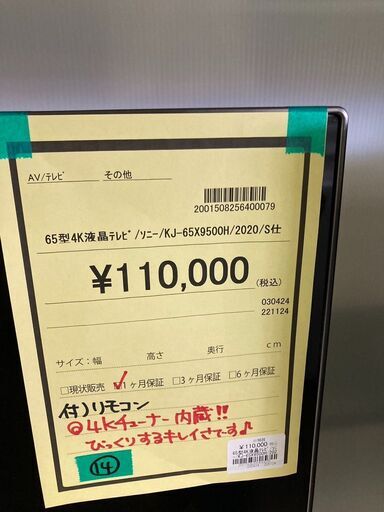 AV/テレビ その他
2001508256400079
65型4K液晶テレビ/ソニー/KJ-65X9500H/2020/S仕
¥110,000(税込)
030424
221124
サイズ:幅 高さ 奥行 cm
□現状販売 ☑1ヶ月保証 □3ヶ月保証 □6ヶ月保証
付)リモコン
@4Kチューナー内蔵!!
びっくりするキレイさです♪
⑭
¥110,000